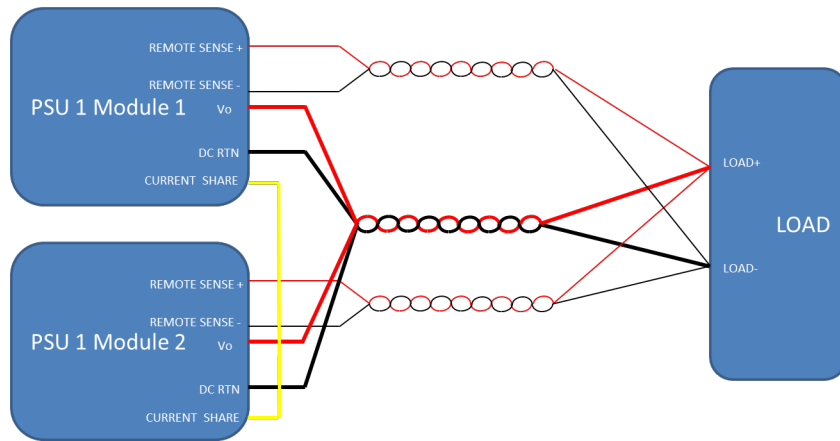 REMOTE SENSE +
REMOTE SENSE -
PSU 1 Module 1
Vo
DC RTN
CURRENT SHARE
LOAD+
LOAD
LOAD-
REMOTE SENSE +
REMOTE SENSE -
PSU 1 Module 2
Vo
DC RTN
CURRENT SHARE